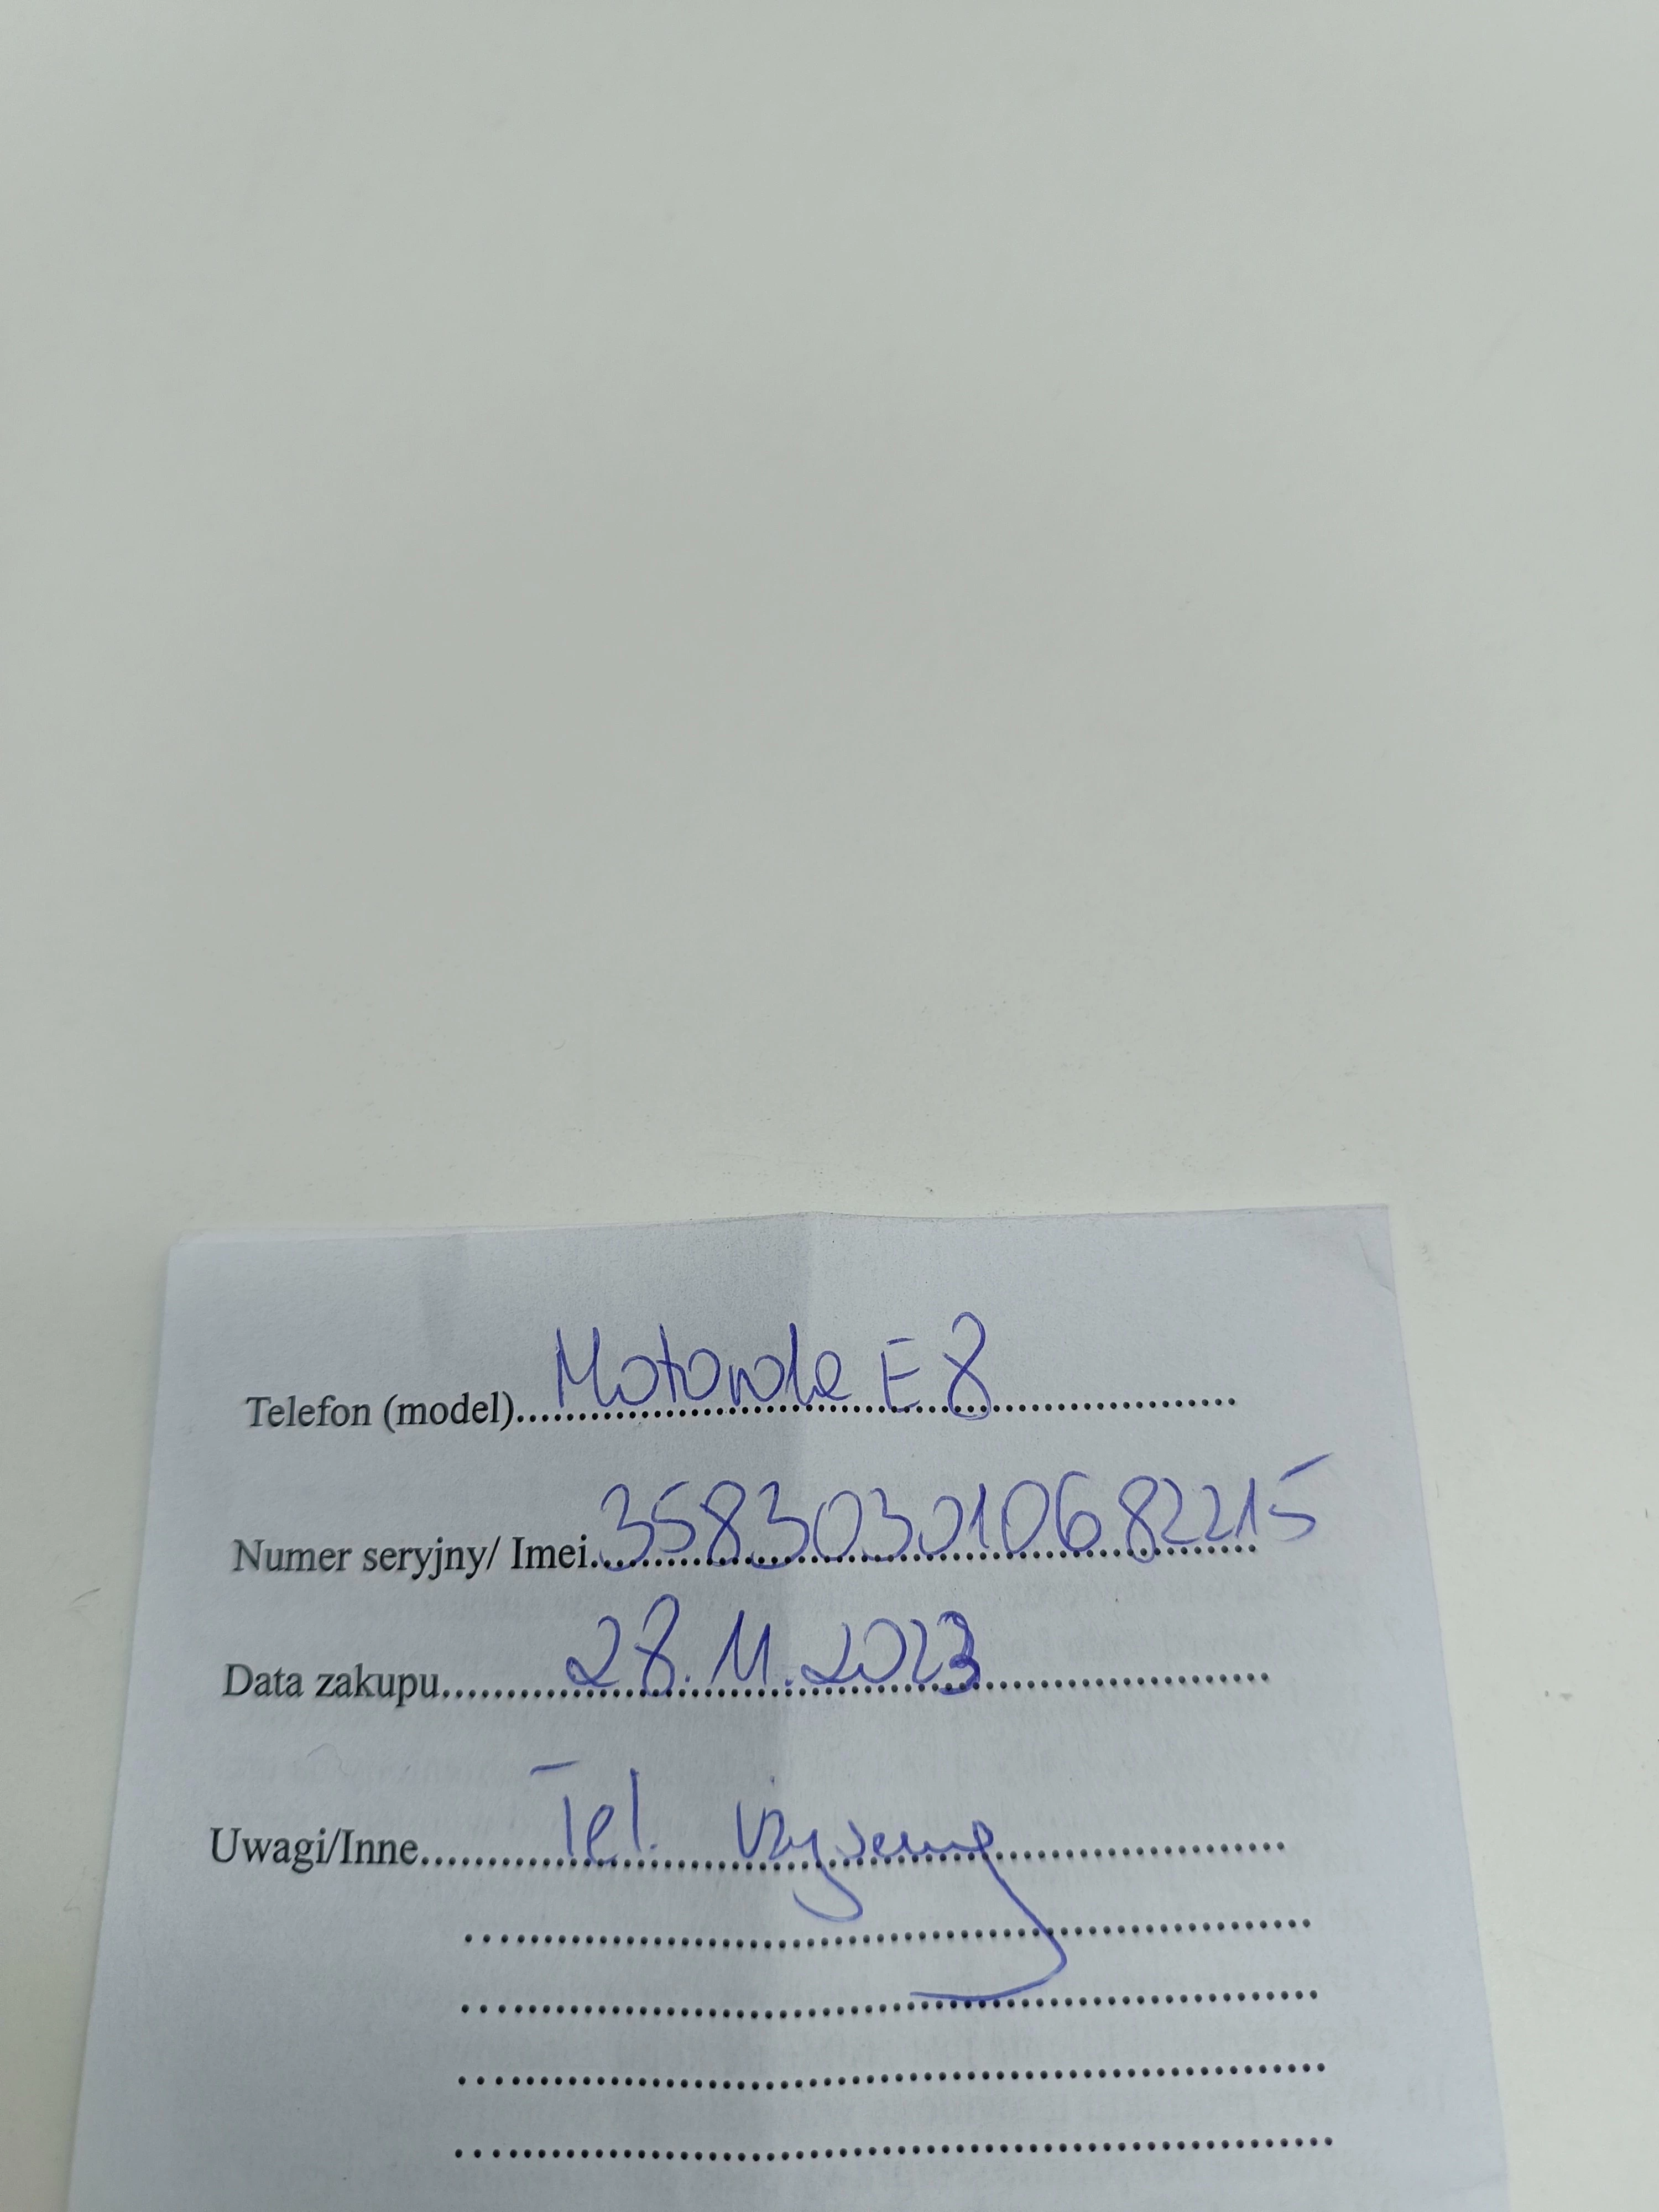 Telefon (model)........Motorola E8........
Numer seryjny/ Imei....358303010682215
Data zakupu........28.11.2023........
Uwagi/Inne........Tel. używany........